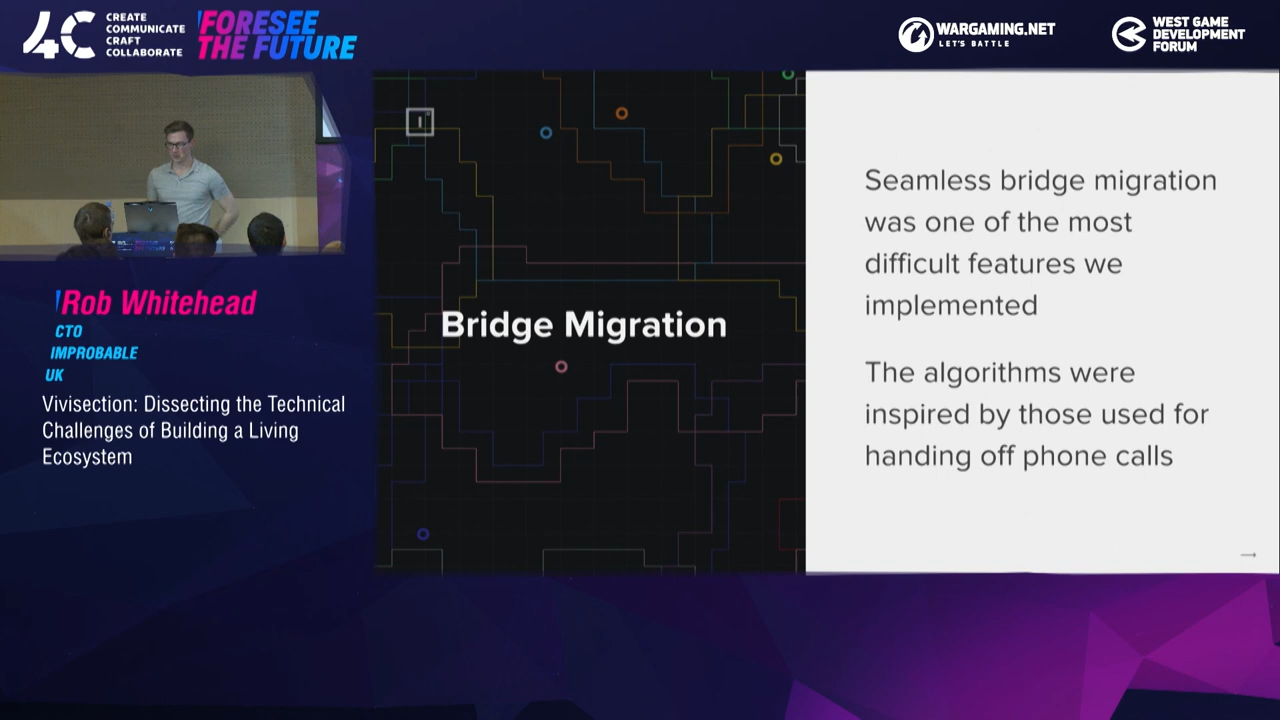 4C
CREATE
COMMUNICATE
CRAFT
COLLABORATE
FORESEE
THE FUTURE
WARGAMING.NET
LET'S BATTLE
WEST GAME
DEVELOPMENT
FORUM
Rob Whitehead
CTO
IMPROBABLE
UK
Vivisection: Dissecting the Technical
Challenges of Building a Living
Ecosystem
Bridge Migration
Seamless bridge migration
was one of the most
difficult features we
implemented
The algorithms were
inspired by those used for
handing off phone calls